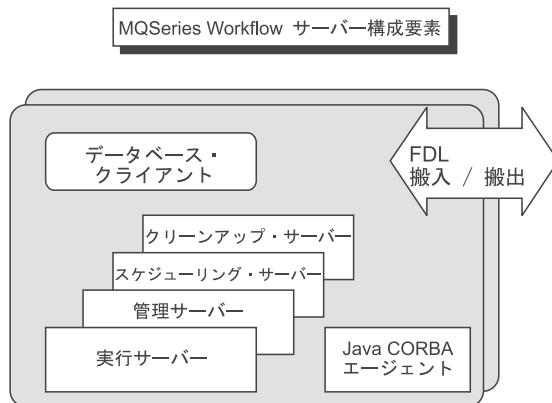 MQSeries Workflow サーバー構成要素
データベース・
クライアント
FDL
搬入 / 搬出
クリーンアップ・サーバー
スケジューリング・サーバー
管理サーバー
実行サーバー
Java CORBA
エージェント